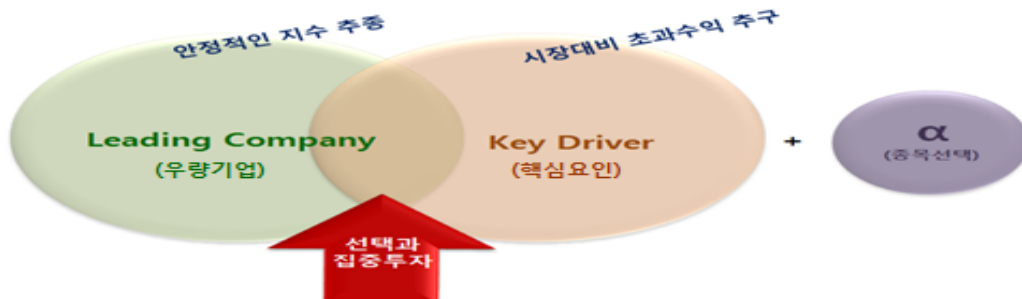 안정적인 지수 추종
시장대비 초과수익 추구
Leading Company
(우량기업)
Key Driver
(핵심요인)
+
α
(종목선택)
선택과
집중투자